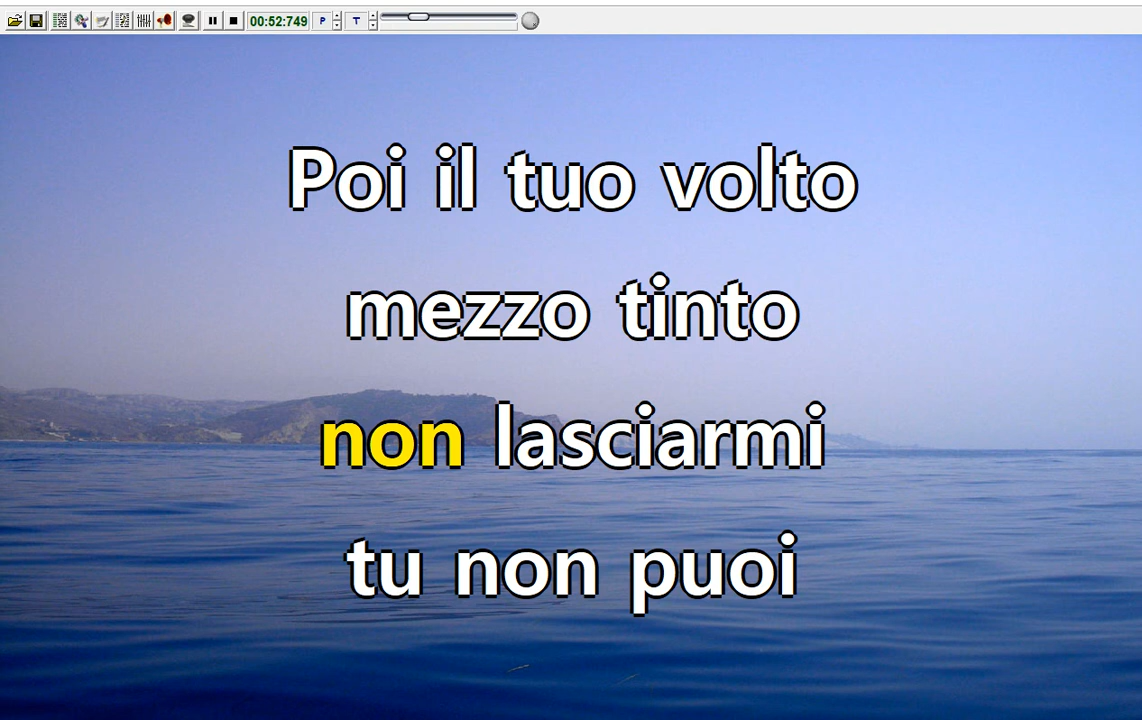 00:52:749 P T
Poi il tuo volto
mezzo tinto
non lasciarmi
tu non puoi